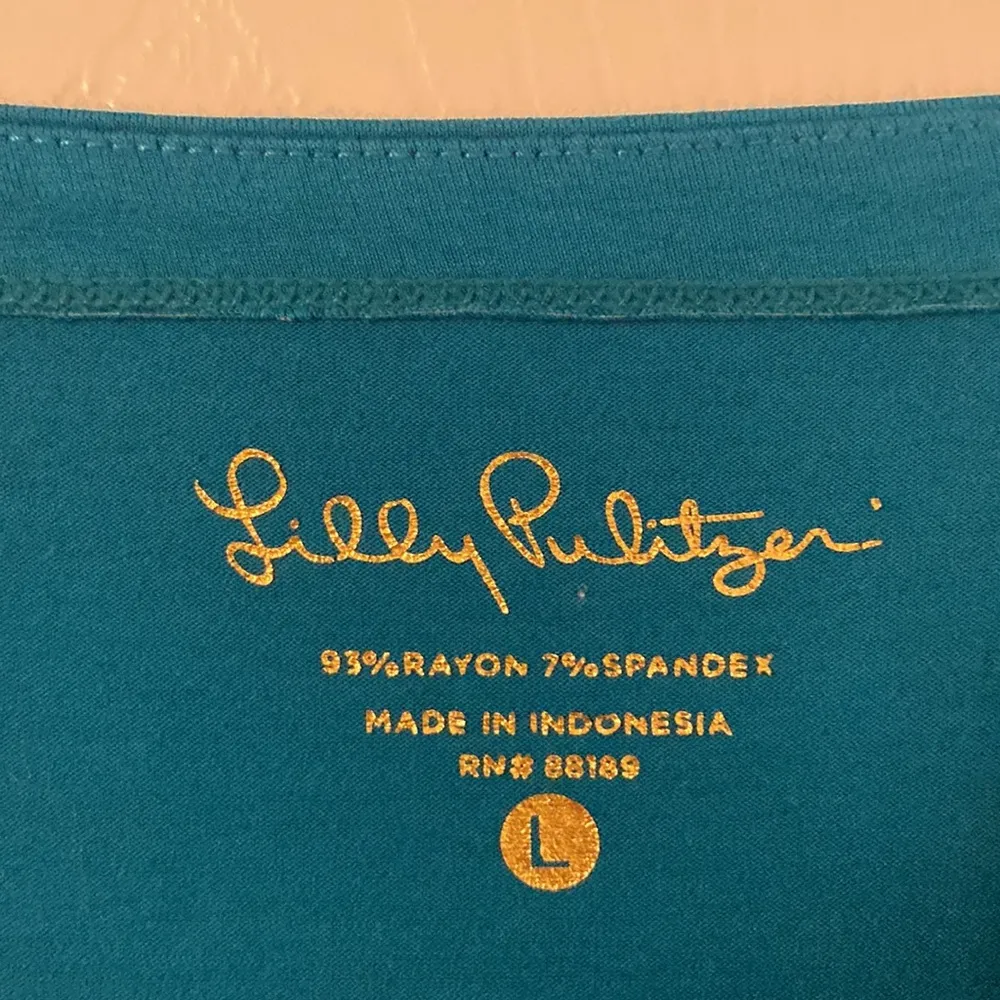 Lilly Pulitzer
93%RAYON 7%SPANDEX
MADE IN INDONESIA
RN# 88189
L